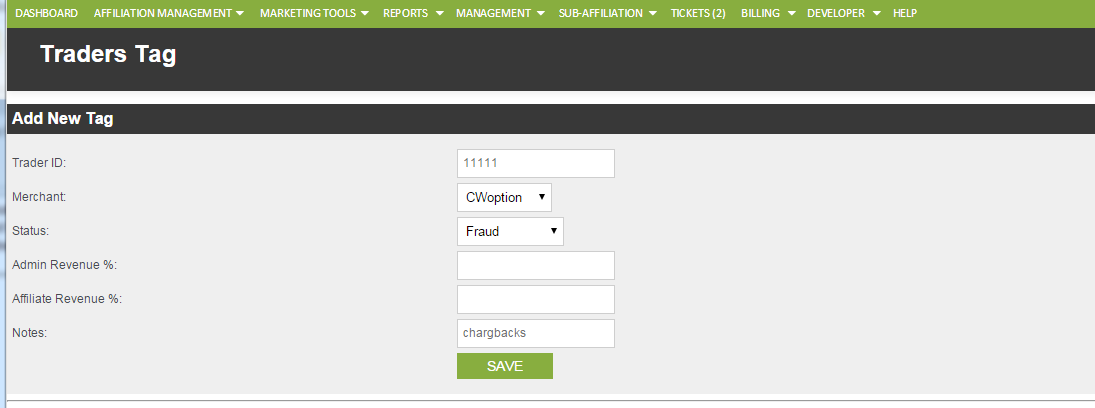 DASHBOARD AFFILIATION MANAGEMENT MARKETING TOOLS REPORTS MANAGEMENT SUB-AFFILIATION TICKETS (2) BILLING DEVELOPER HELP
Traders Tag
Add New Tag
Trader ID: 11111
Merchant: CWoption
Status: Fraud
Admin Revenue %:
Affiliate Revenue %:
Notes: chargbacks
SAVE